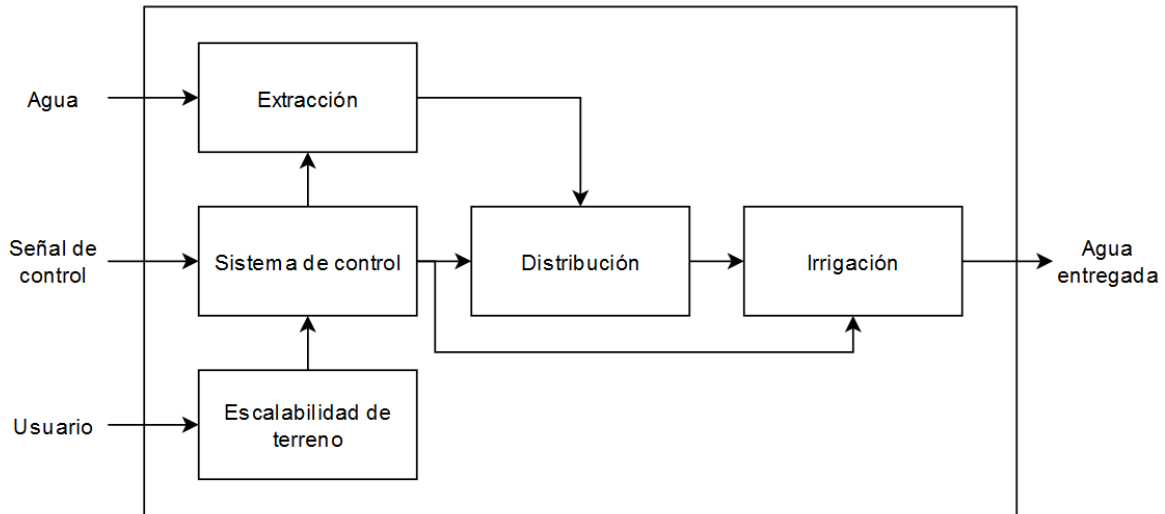 Agua
Extracción
Señal de
control
Sistema de control
Distribución
Irrigación
Agua
entregada
Usuario
Escalabilidad de
terreno